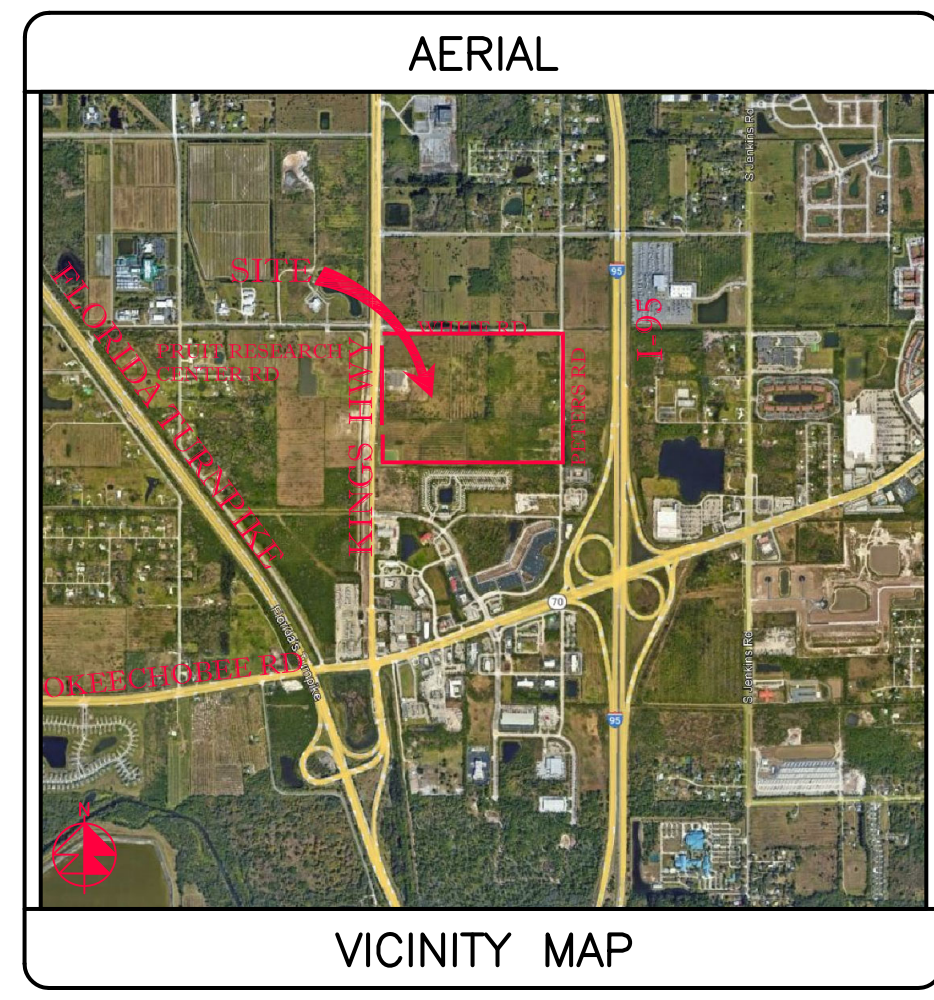 AERIAL
S Jenkins Rd
SITE
95
I-95
FLORIDA TURNPIKE
WHITE RD
FRUIT RESEARCH
CENTER RD
KINGS HWY
PETERS RD
70
Florida's Turnpike
OKEECHOBEE RD
S Jenkins Rd
95
N
VICINITY MAP